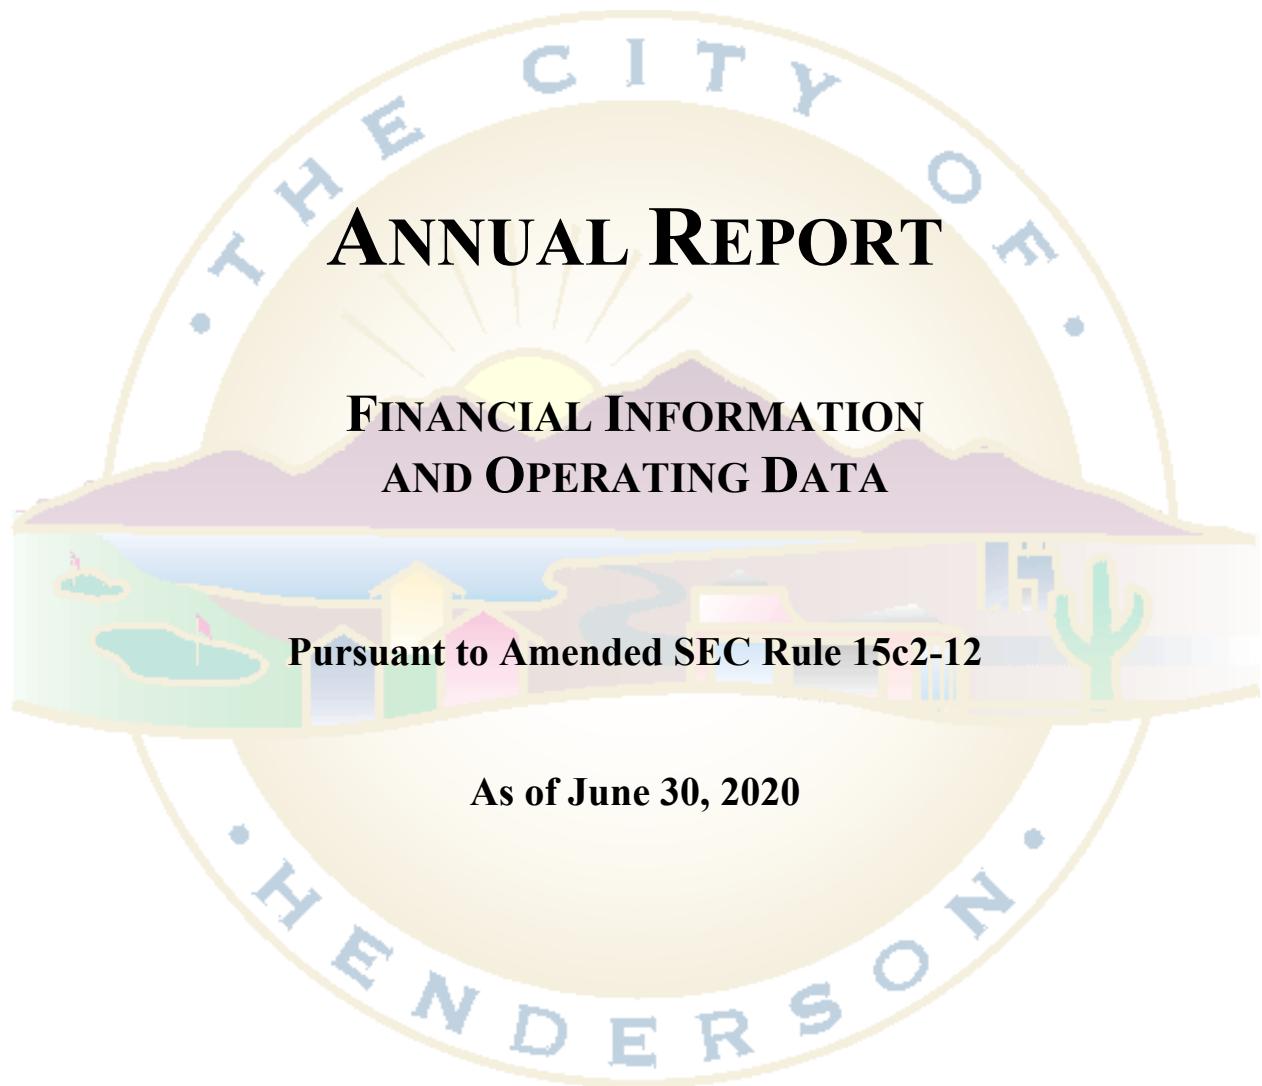 THE CITY OF
ANNUAL REPORT
FINANCIAL INFORMATION
AND OPERATING DATA
Pursuant to Amended SEC Rule 15c2-12
As of June 30, 2020
HENDERSON